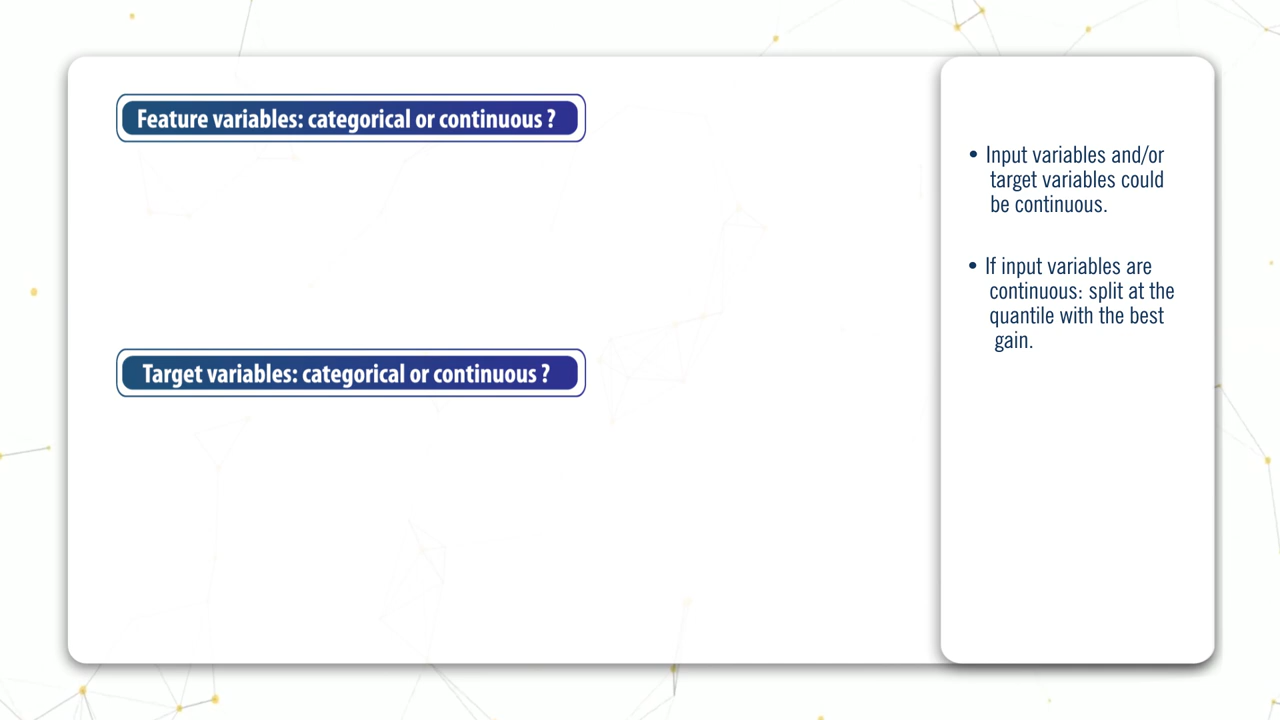 Feature variables: categorical or continuous ?
Target variables: categorical or continuous ?
• Input variables and/or
target variables could
be continuous.
• If input variables are
continuous: split at the
quantile with the best
gain.